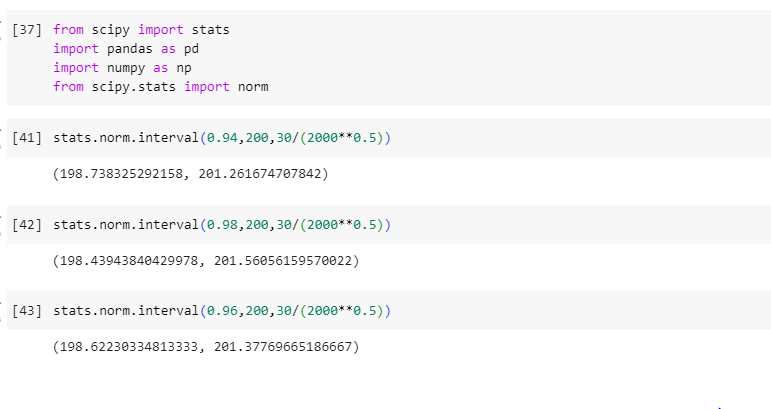 [37] from scipy import stats
import pandas as pd
import numpy as np
from scipy.stats import norm
[41] stats.norm.interval(0.94,200,30/(2000**0.5))
(198.738325292158, 201.261674707842)
[42] stats.norm.interval(0.98,200,30/(2000**0.5))
(198.43943840429978, 201.56056159570022)
[43] stats.norm.interval(0.96,200,30/(2000**0.5))
(198.62230334813333, 201.37769665186667)